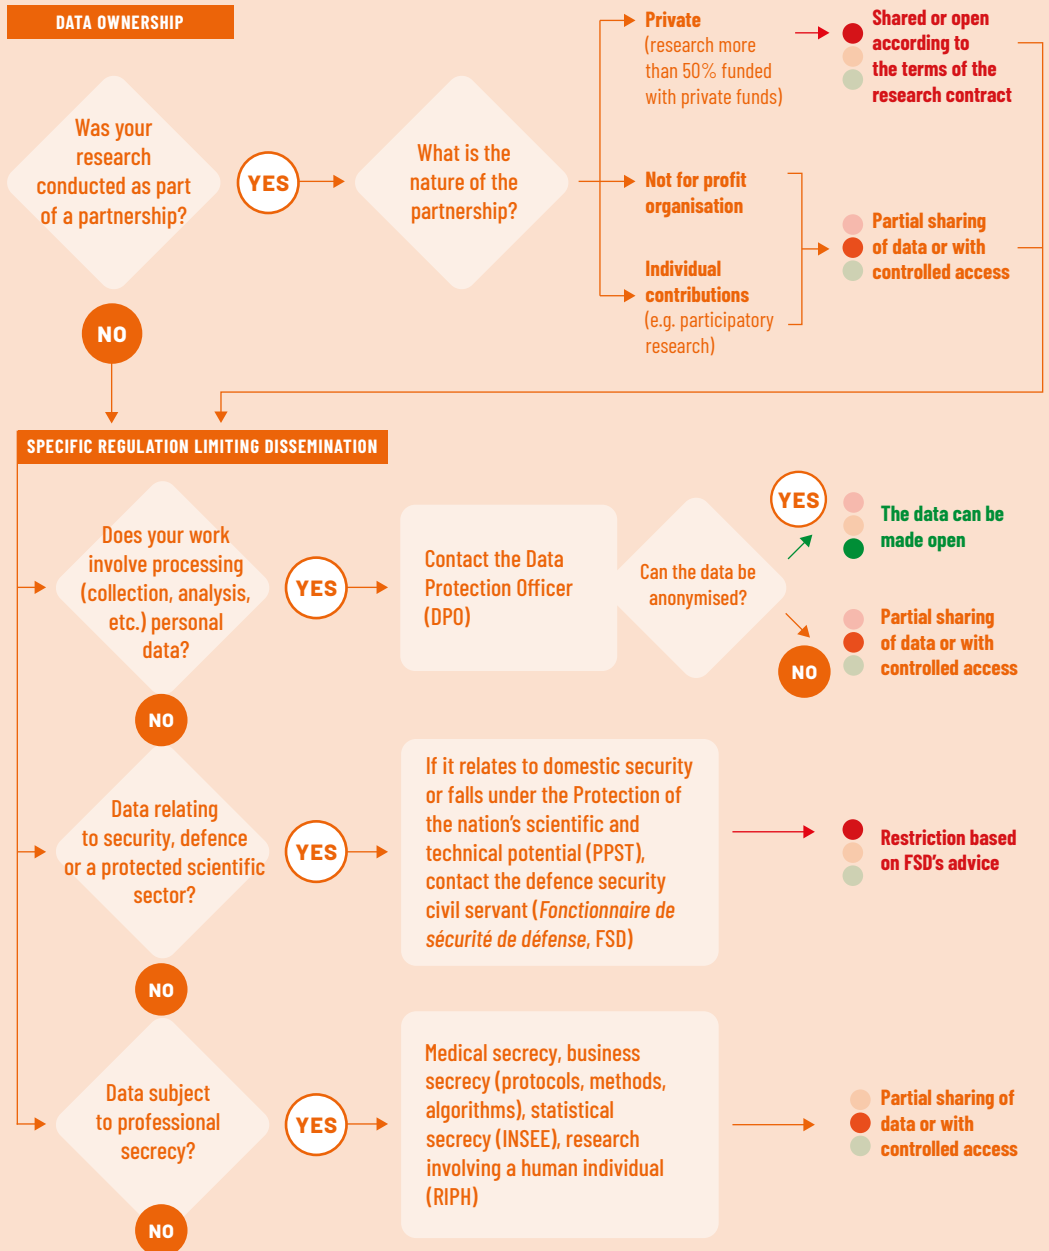 DATA OWNERSHIP
Was your
research
conducted as part
of a partnership?
YES
What is the
nature of the
partnership?
Private
(research more
than 50% funded
with private funds)
Shared or open
according to
the terms of the
research contract
Not for profit
organisation
Individual
contributions
(e.g. participatory
research)
Partial sharing
of data or with
controlled access
NO
SPECIFIC REGULATION LIMITING DISSEMINATION
Does your work
involve processing
(collection, analysis,
etc.) personal
data?
YES
Contact the Data
Protection Officer
(DPO)
Can the data be
anonymised?
YES
The data can be
made open
NO
Partial sharing
of data or with
controlled access
NO
Data relating
to security, defence
or a protected scientific
sector?
YES
If it relates to domestic security
or falls under the Protection of
the nation's scientific and
technical potential (PPST),
contact the defence security
civil servant (Fonctionnaire de
sécurité de défense, FSD)
Restriction based
on FSD's advice
NO
Data subject
to professional
secrecy?
YES
Medical secrecy, business
secrecy (protocols, methods,
algorithms), statistical
secrecy (INSEE), research
involving a human individual
(RIPH)
Partial sharing of
data or with
controlled access
NO